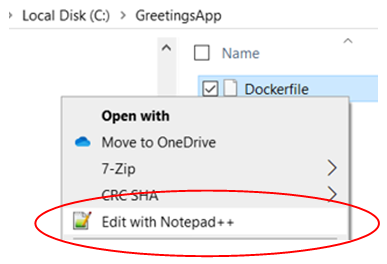 Local Disk (C:) > GreetingsApp
Name
Dockerfile
Open with
Move to OneDrive
7-Zip
CRC SHA
Edit with Notepad++